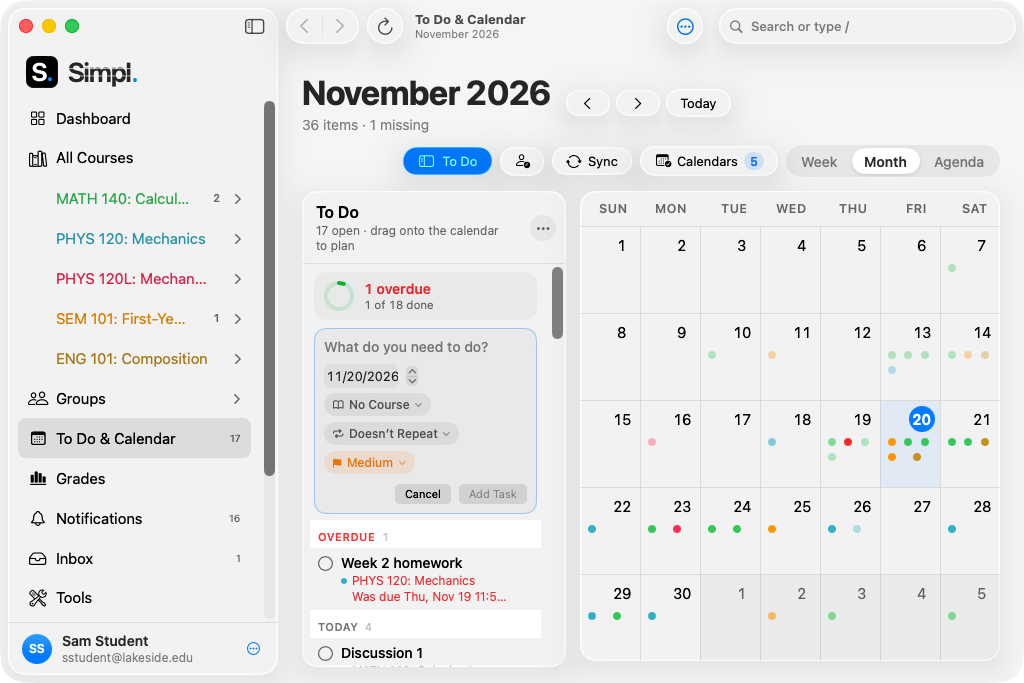 To Do & Calendar
November 2026
Search or type /
S. Simpl.
Dashboard
All Courses
MATH 140: Calcul... 2
PHYS 120: Mechanics
PHYS 120L: Mechan...
SEM 101: First-Ye... 1
ENG 101: Composition
Groups
To Do & Calendar 17
Grades
Notifications 16
Inbox 1
Tools
SS Sam Student
sstudent@lakeside.edu
November 2026
Today
36 items · 1 missing
To Do
Sync
Calendars 5
Week Month Agenda
To Do
17 open · drag onto the calendar
to plan
1 overdue
1 of 18 done
What do you need to do?
11/20/2026
No Course
Doesn't Repeat
Medium
Cancel Add Task
OVERDUE 1
Week 2 homework
PHYS 120: Mechanics
Was due Thu, Nov 19 11:5...
TODAY 4
Discussion 1
SUN MON TUE WED THU FRI SAT
1 2 3 4 5 6 7
8 9 10 11 12 13 14
15 16 17 18 19 20 21
22 23 24 25 26 27 28
29 30 1 2 3 4 5